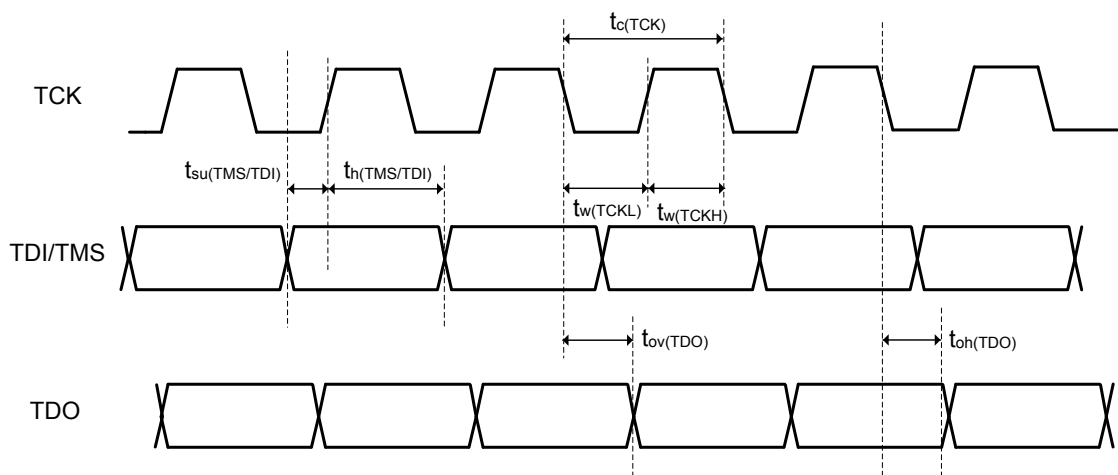 tc(TCK)
TCK
tsu(TMS/TDI)
th(TMS/TDI)
tw(TCKL)
tw(TCKH)
TDI/TMS
tov(TDO)
toh(TDO)
TDO